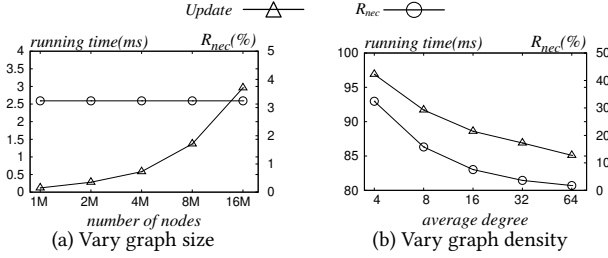 Update R_nec
running time(ms) R_nec(%)
4 5
3.5
3 4
2.5 3
2
1.5 2
1 1
0.5
0 0
1M 2M 4M 8M 16M
number of nodes
(a) Vary graph size
running time(ms) R_nec(%)
100 50
95 40
90 30
20
85 10
80 0
4 8 16 32 64
average degree
(b) Vary graph density